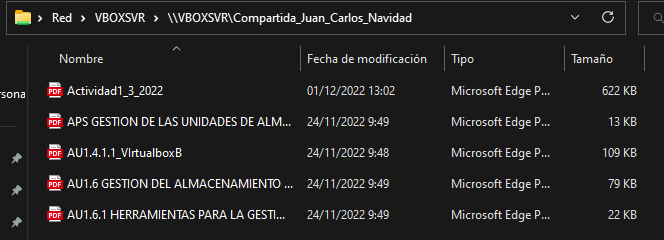 Red > VBOXSVR > \\VBOXSVR\Compartida_Juan_Carlos_Navidad
Nombre Fecha de modificación Tipo Tamaño
Actividad1_3_2022 01/12/2022 13:02 Microsoft Edge P... 622 KB
APS GESTION DE LAS UNIDADES DE ALM... 24/11/2022 9:49 Microsoft Edge P... 13 KB
AU1.4.1.1_VIrtualboxB 24/11/2022 9:48 Microsoft Edge P... 109 KB
AU1.6 GESTION DEL ALMACENAMIENTO ... 24/11/2022 9:49 Microsoft Edge P... 79 KB
AU1.6.1 HERRAMIENTAS PARA LA GESTI... 24/11/2022 9:49 Microsoft Edge P... 22 KB